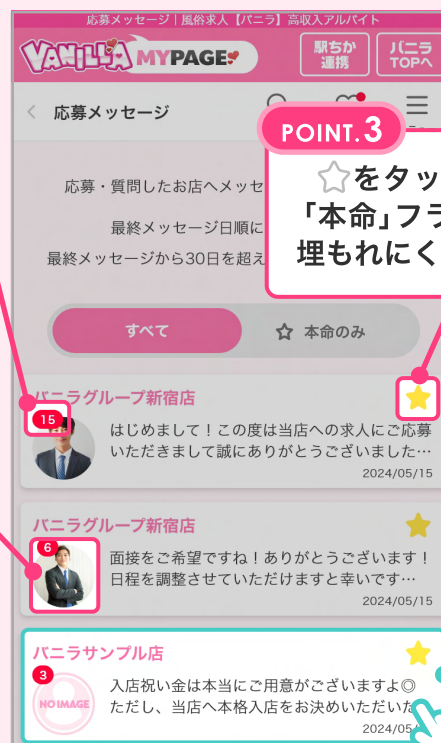 応募メッセージ｜風俗求人【バニラ】高収入アルバイト
VANILLA MYPAGE
駅ちか
連携
バニラ
TOPへ
応募メッセージ
POINT.3
☆をタッ
「本命」フラ
埋もれにく
応募・質問したお店へメッセ
最終メッセージ日順に
最終メッセージから30日を超え
すべて
☆ 本命のみ
バニラグループ新宿店
15
はじめまして！この度は当店への求人にご応募
いただきまして誠にありがとうございました…
2024/05/15
バニラグループ新宿店
6
面接をご希望ですね！ありがとうございます！
日程を調整させていただけますと幸いです…
2024/05/15
バニラサンプル店
3
NO IMAGE
入店祝い金は本当にご用意がございますよ◎
ただし、当店へ本格入店をお決めいただいた
2024/05